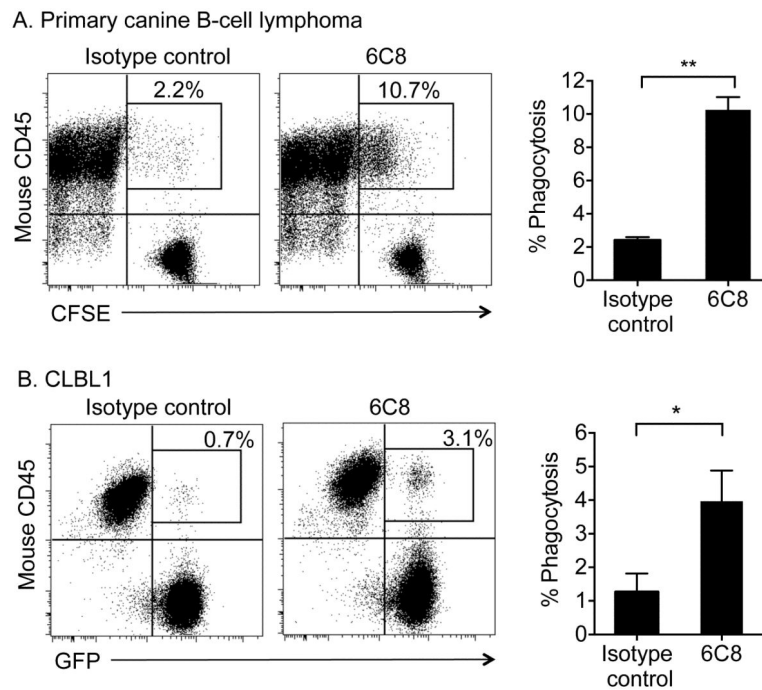 A. Primary canine B-cell lymphoma
Isotype control
6C8
2.2%
10.7%
Mouse CD45
CFSE
**
12
10
8
6
4
2
0
% Phagocytosis
Isotype control
6C8
B. CLBL1
Isotype control
6C8
0.7%
3.1%
Mouse CD45
GFP
*
6
5
4
3
2
1
0
% Phagocytosis
Isotype control
6C8